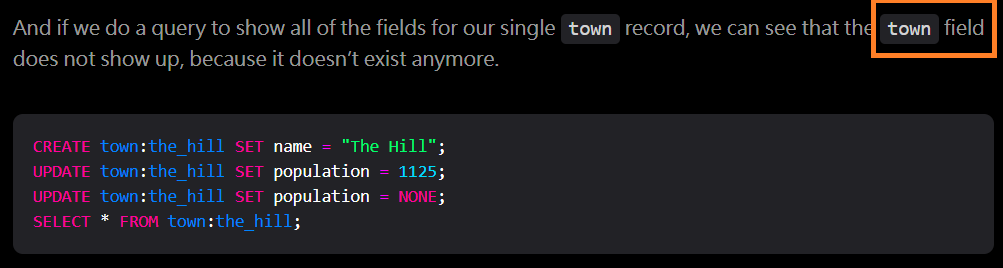 And if we do a query to show all of the fields for our single town record, we can see that the town field
does not show up, because it doesn’t exist anymore.
CREATE town:the_hill SET name = "The Hill";
UPDATE town:the_hill SET population = 1125;
UPDATE town:the_hill SET population = NONE;
SELECT * FROM town:the_hill;